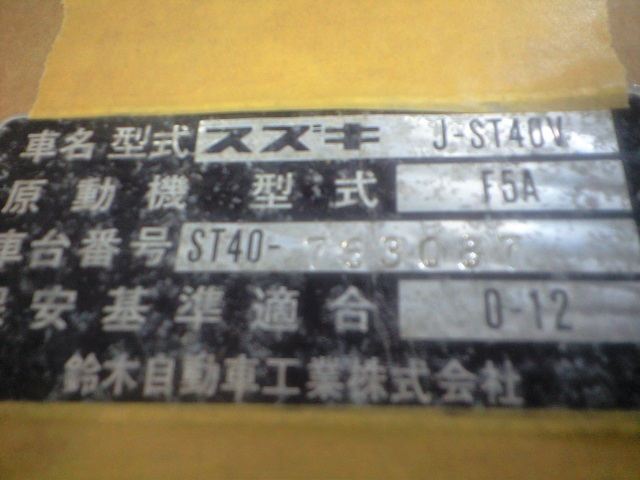 車名型式 スズキ J-ST40V
原動機型式 F5A
車台番号 ST40-763087
安基準適合 0-12
鈴木自動車工業株式会社